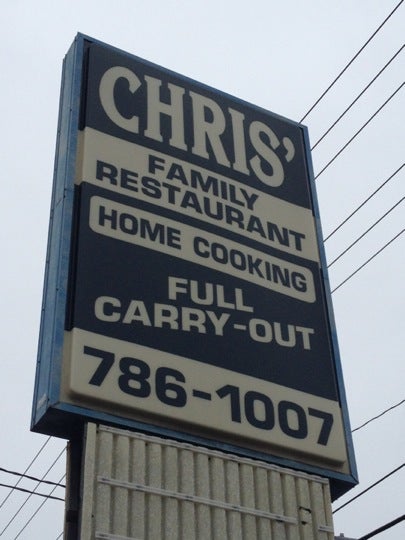 CHRIS'
FAMILY
RESTAURANT
HOME COOKING
FULL
CARRY-OUT
786-1007